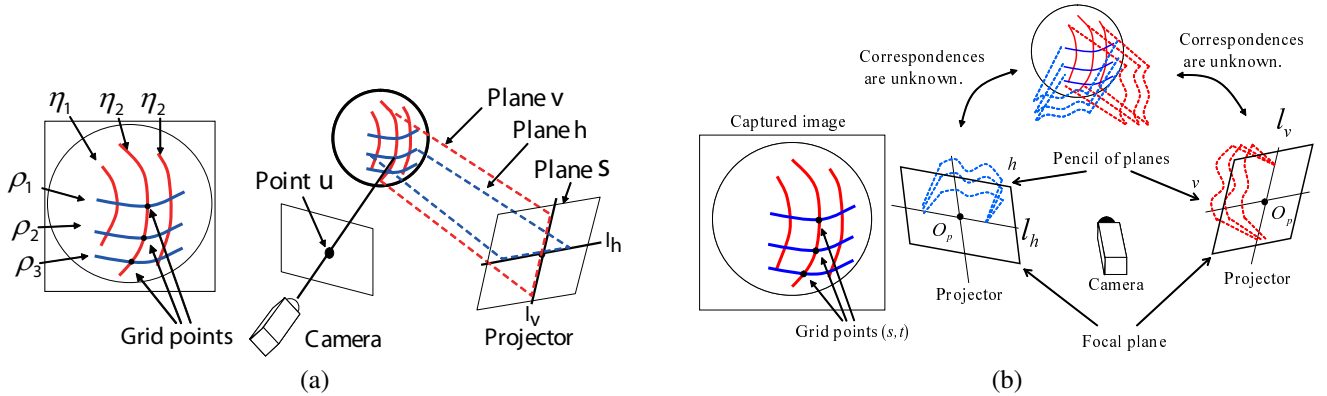 η1 η2 η2
ρ1
ρ2
ρ3
Grid points
Point u
Camera
Plane v
Plane h
Plane S
lh
lv
Projector
(a)
Correspondences
are unknown.
Correspondences
are unknown.
Captured image
Grid points (s,t)
h
Op
lh
Projector
Pencil of planes
v
lv
Op
Projector
Camera
Focal plane
(b)